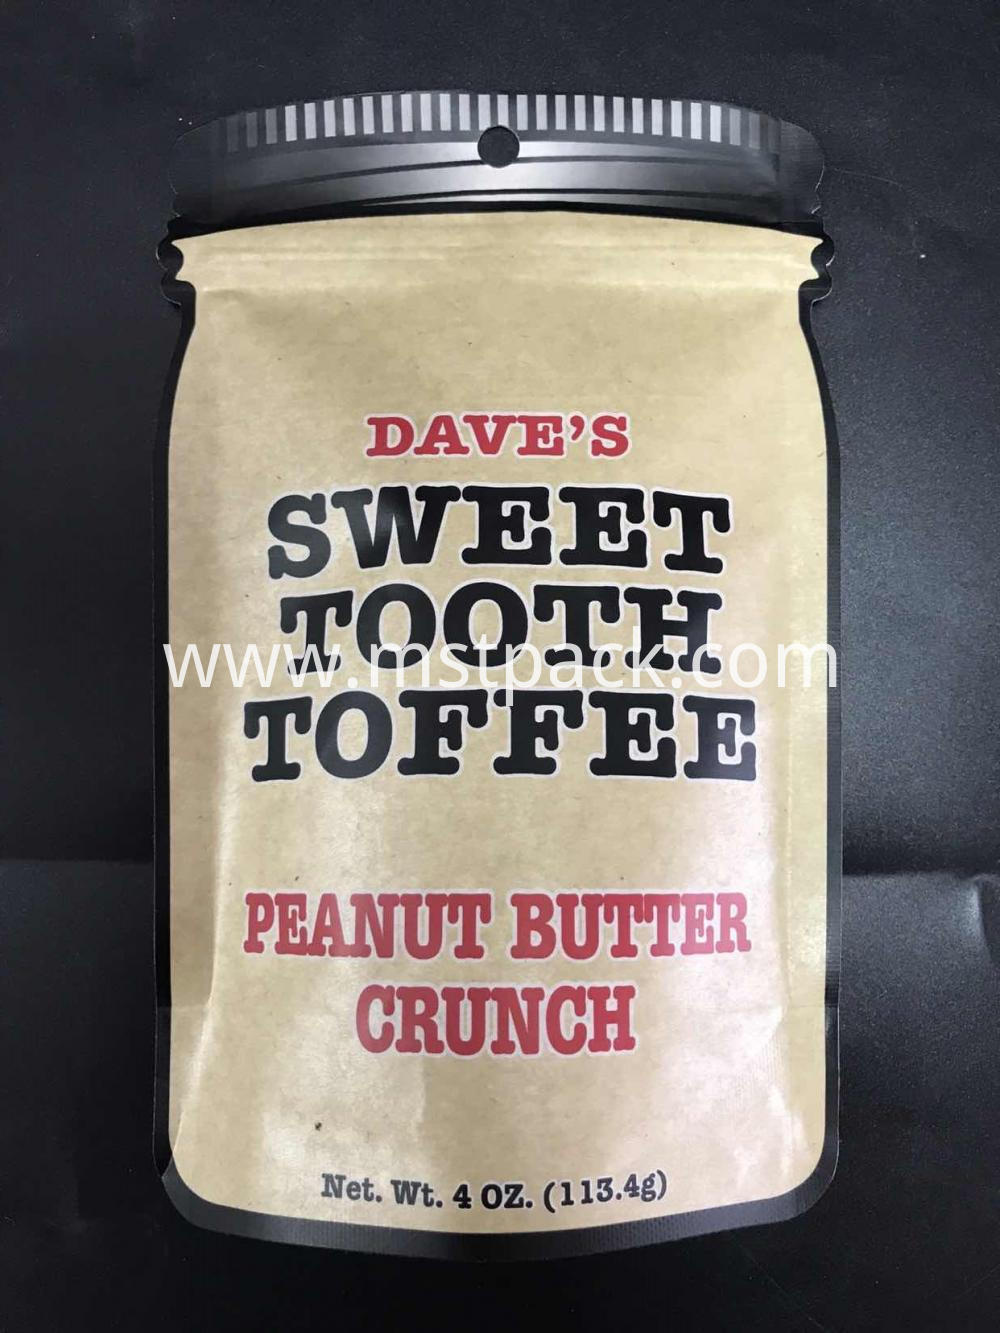 DAVE'S
SWEET
TOOTH
www.mstpack.com
TOFFEE
PEANUT BUTTER
CRUNCH
Net. Wt. 4 OZ. (113.4g)